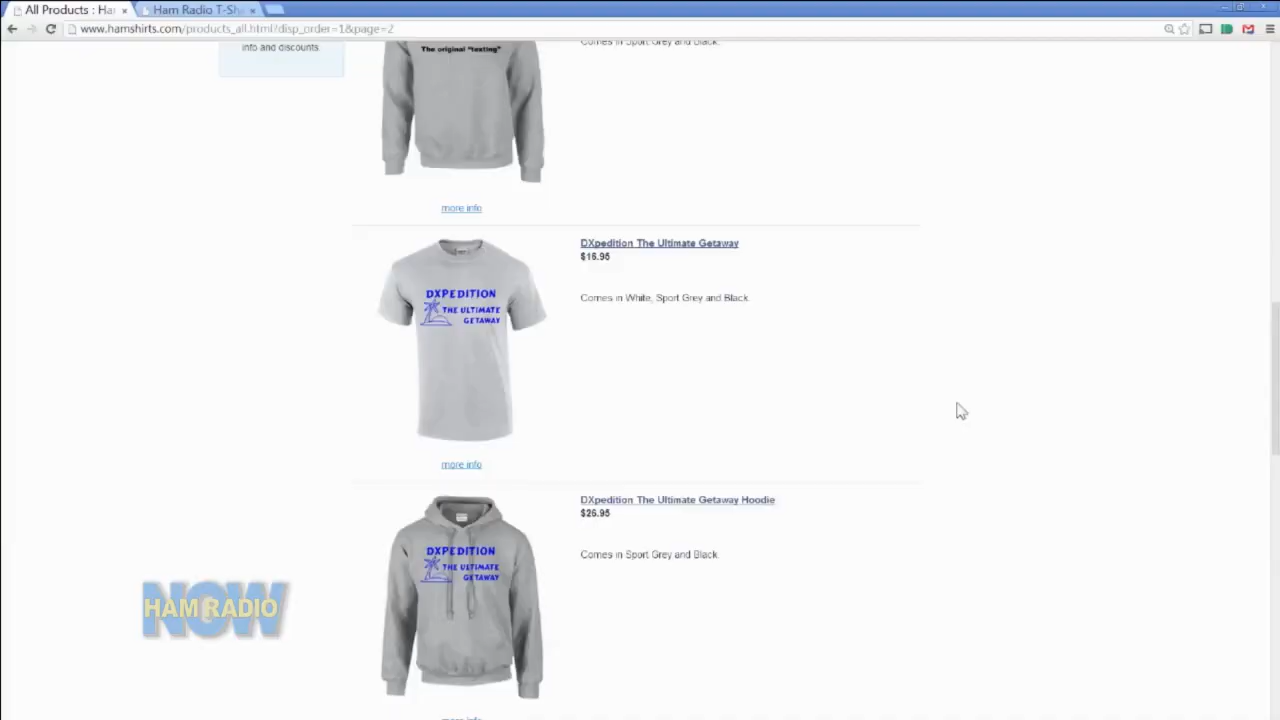 All Products : Ha
Ham Radio T-Sh
www.hamshirts.com/products_all.html?disp_order=1&page=2
info and discounts.
The original "texting"
Comes in Sport Grey and Black.
more info
DXpedition The Ultimate Getaway
$16.95
DXPEDITION
THE ULTIMATE
GETAWAY
Comes in White, Sport Grey and Black.
more info
DXpedition The Ultimate Getaway Hoodie
$26.95
DXPEDITION
THE ULTIMATE
GETAWAY
Comes in Sport Grey and Black.
NOW
HAM RADIO
more info